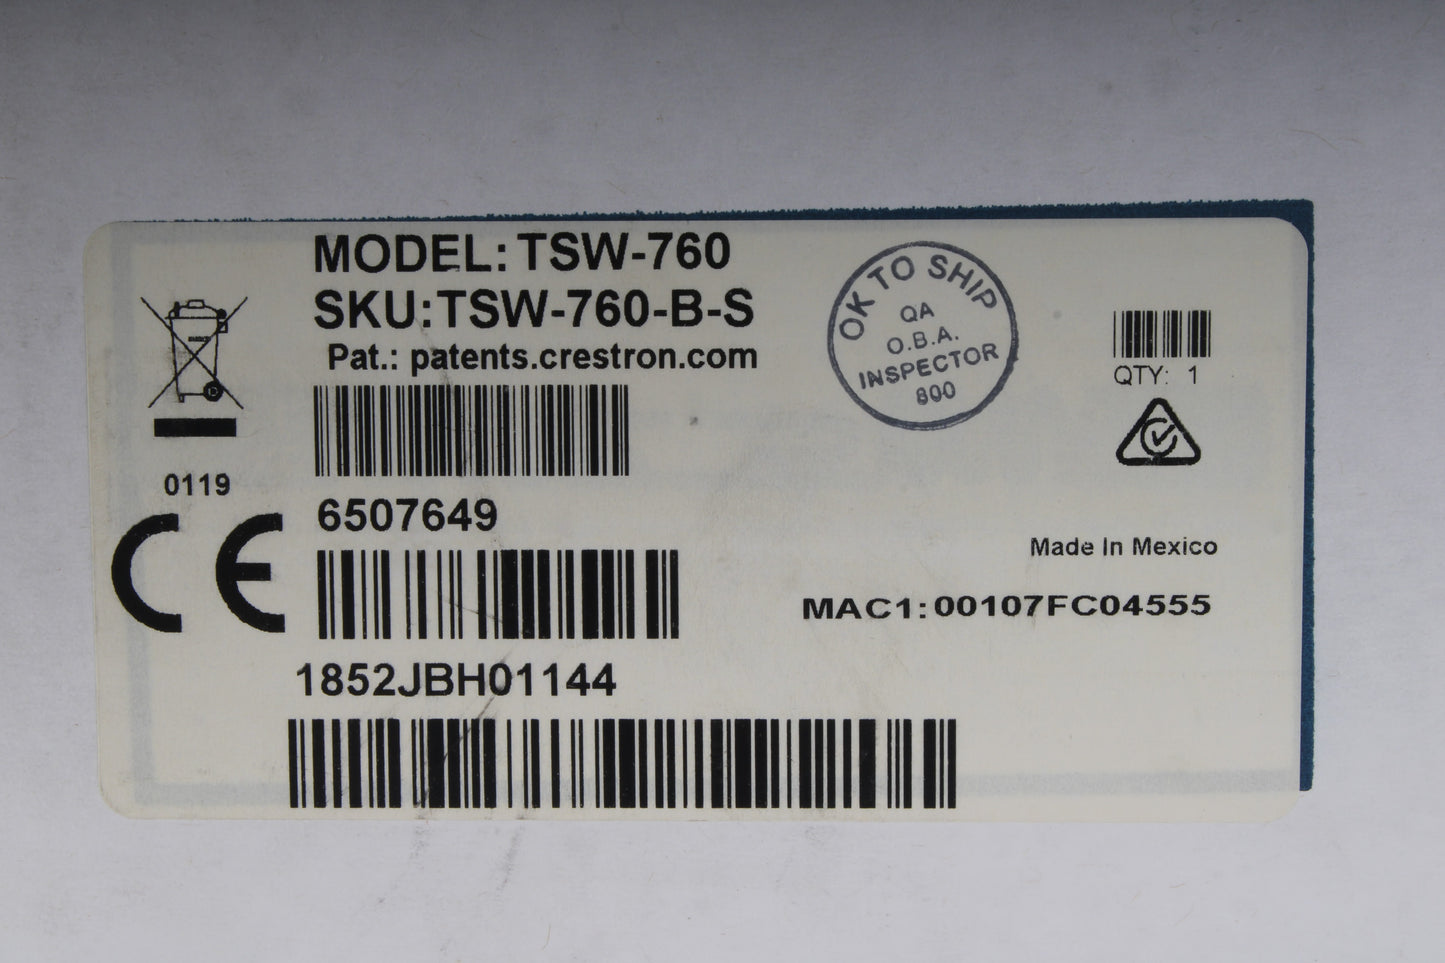 MODEL: TSW-760
SKU:TSW-760-B-S
Pat.: patents.crestron.com
OK TO SHIP
QA
O.B.A.
INSPECTOR
800
QTY: 1
0119
CE
6507649
Made In Mexico
MAC1:00107FC04555
1852JBH01144